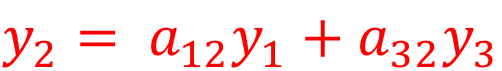 y₂ = a₁₂y₁ + a₃₂y₃